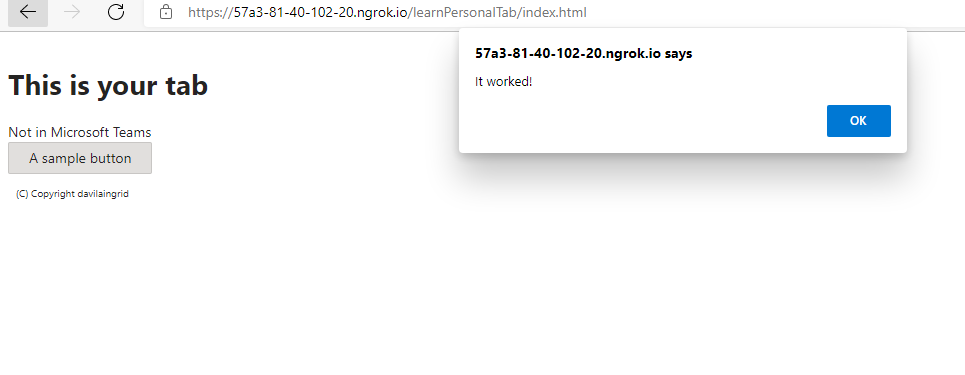 https://57a3-81-40-102-20.ngrok.io/learnPersonalTab/index.html
57a3-81-40-102-20.ngrok.io says
It worked!
OK
This is your tab
Not in Microsoft Teams
A sample button
(C) Copyright davilaingrid